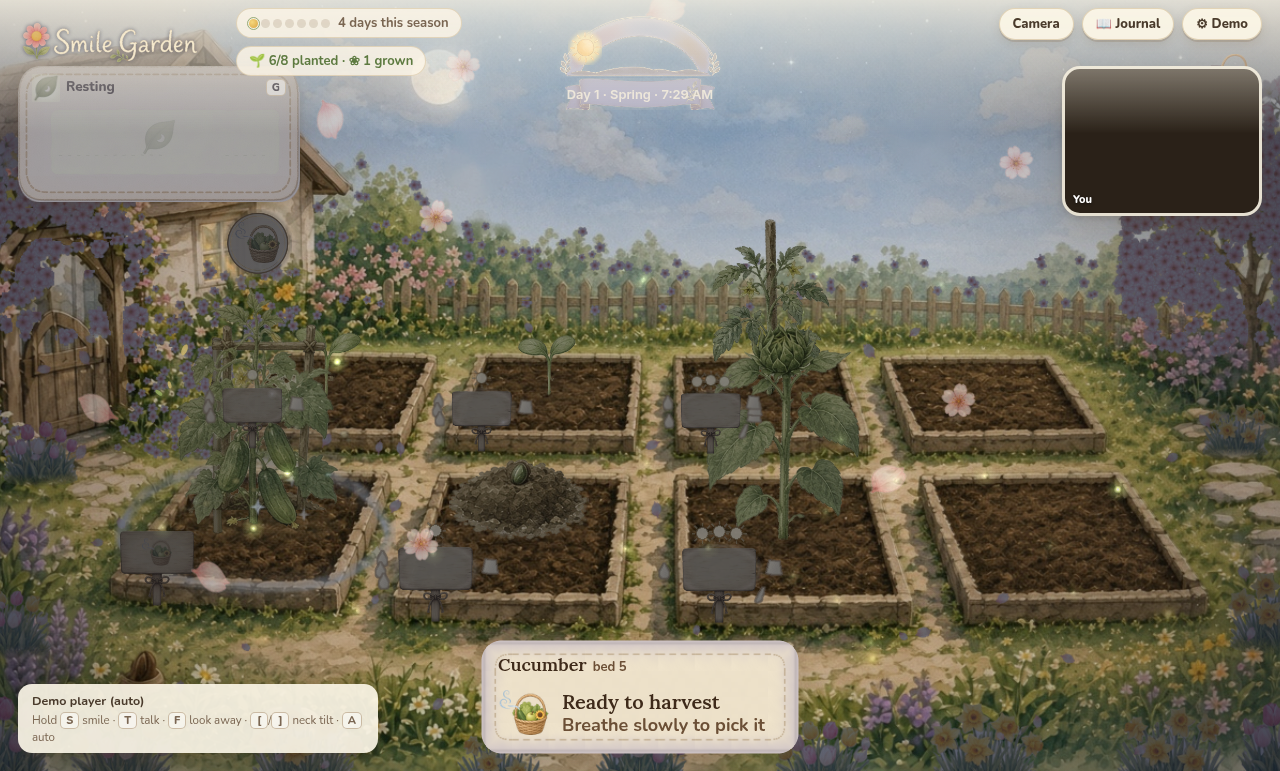 Smile Garden
4 days this season
6/8 planted · 1 grown
Day 1 · Spring · 7:29 AM
Camera
Journal
Demo
Resting
G
You
Cucumber bed 5
Ready to harvest
Breathe slowly to pick it
Demo player (auto)
Hold S smile · T talk · F look away · [ / ] neck tilt · A
auto